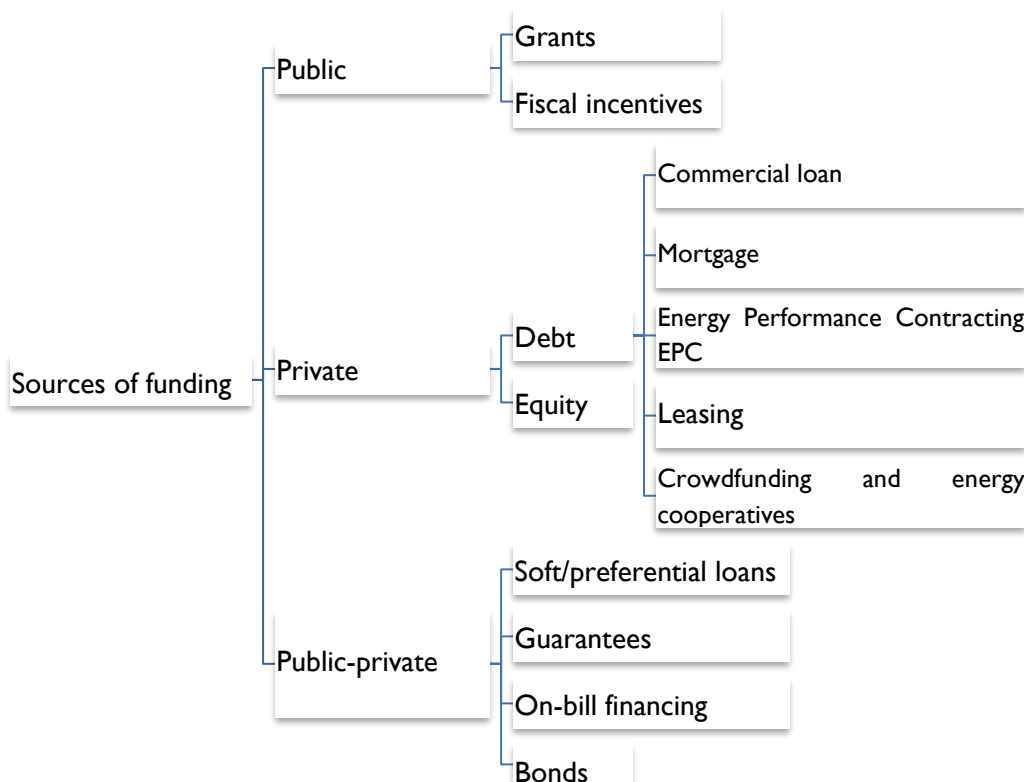 Sources of funding
Public
Grants
Fiscal incentives
Private
Debt
Commercial loan
Mortgage
Energy Performance Contracting
EPC
Leasing
Crowdfunding and energy
cooperatives
Equity
Public-private
Soft/preferential loans
Guarantees
On-bill financing
Bonds